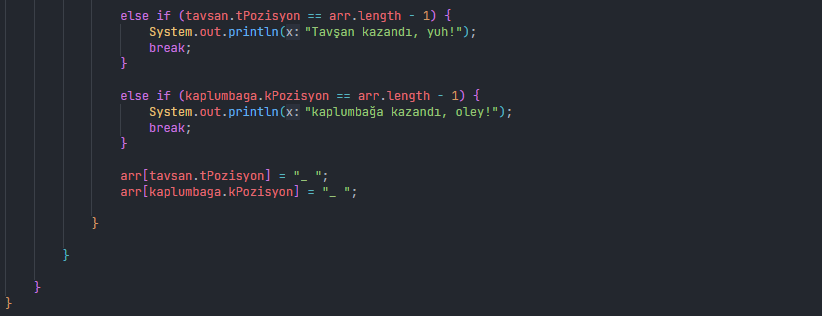 else if (tavsan.tPozisyon == arr.length - 1) {
System.out.println(x: "Tavşan kazandı, yuh!");
break;
}
else if (kaplumbaga.kPozisyon == arr.length - 1) {
System.out.println(x: "kaplumbağa kazandı, oley!");
break;
}
arr[tavsan.tPozisyon] = "_ ";
arr[kaplumbaga.kPozisyon] = "_ ";
}
}
}
}